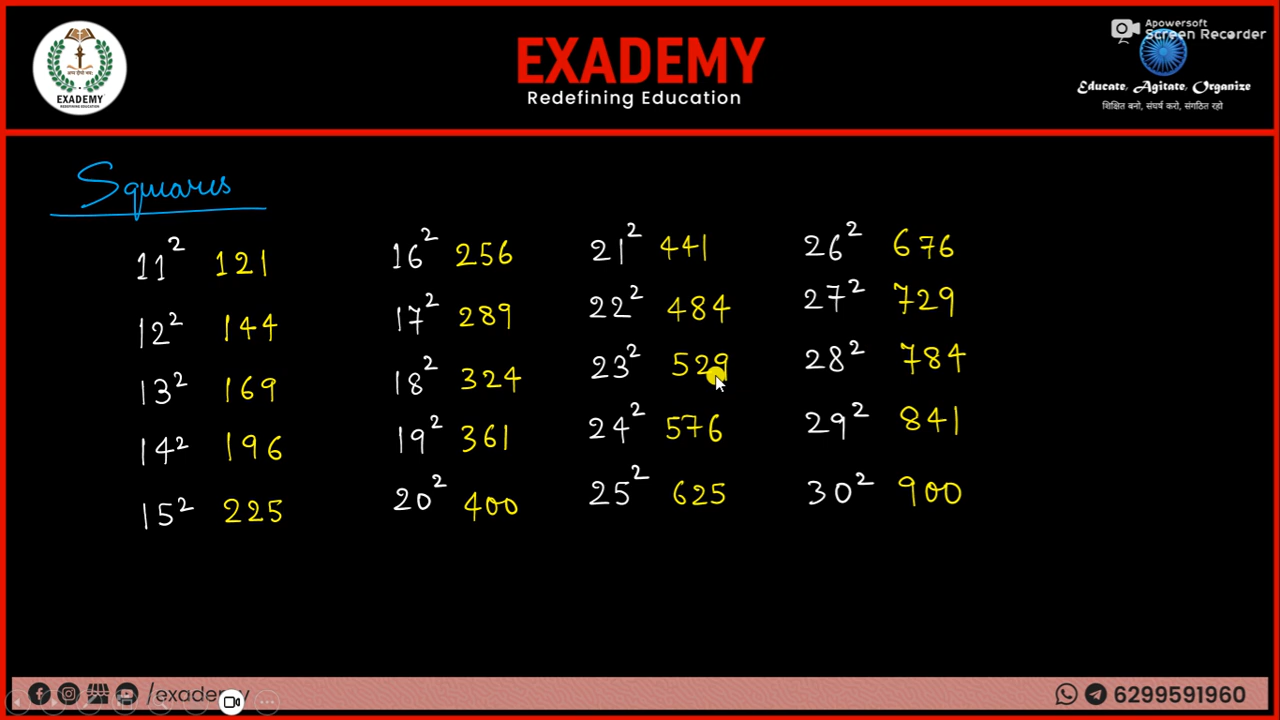 EXADEMY
REDEFINING EDUCATION
EXADEMY
Redefining Education
Apowersoft
Screen Recorder
Educate, Agitate, Organize
शिक्षित बनो, संघर्ष करो, संगठित रहो
Squares
11² 121 16² 256 21² 441 26² 676
12² 144 17² 289 22² 484 27² 729
13² 169 18² 324 23² 529 28² 784
14² 196 19² 361 24² 576 29² 841
15² 225 20² 400 25² 625 30² 900
/exademy 6299591960